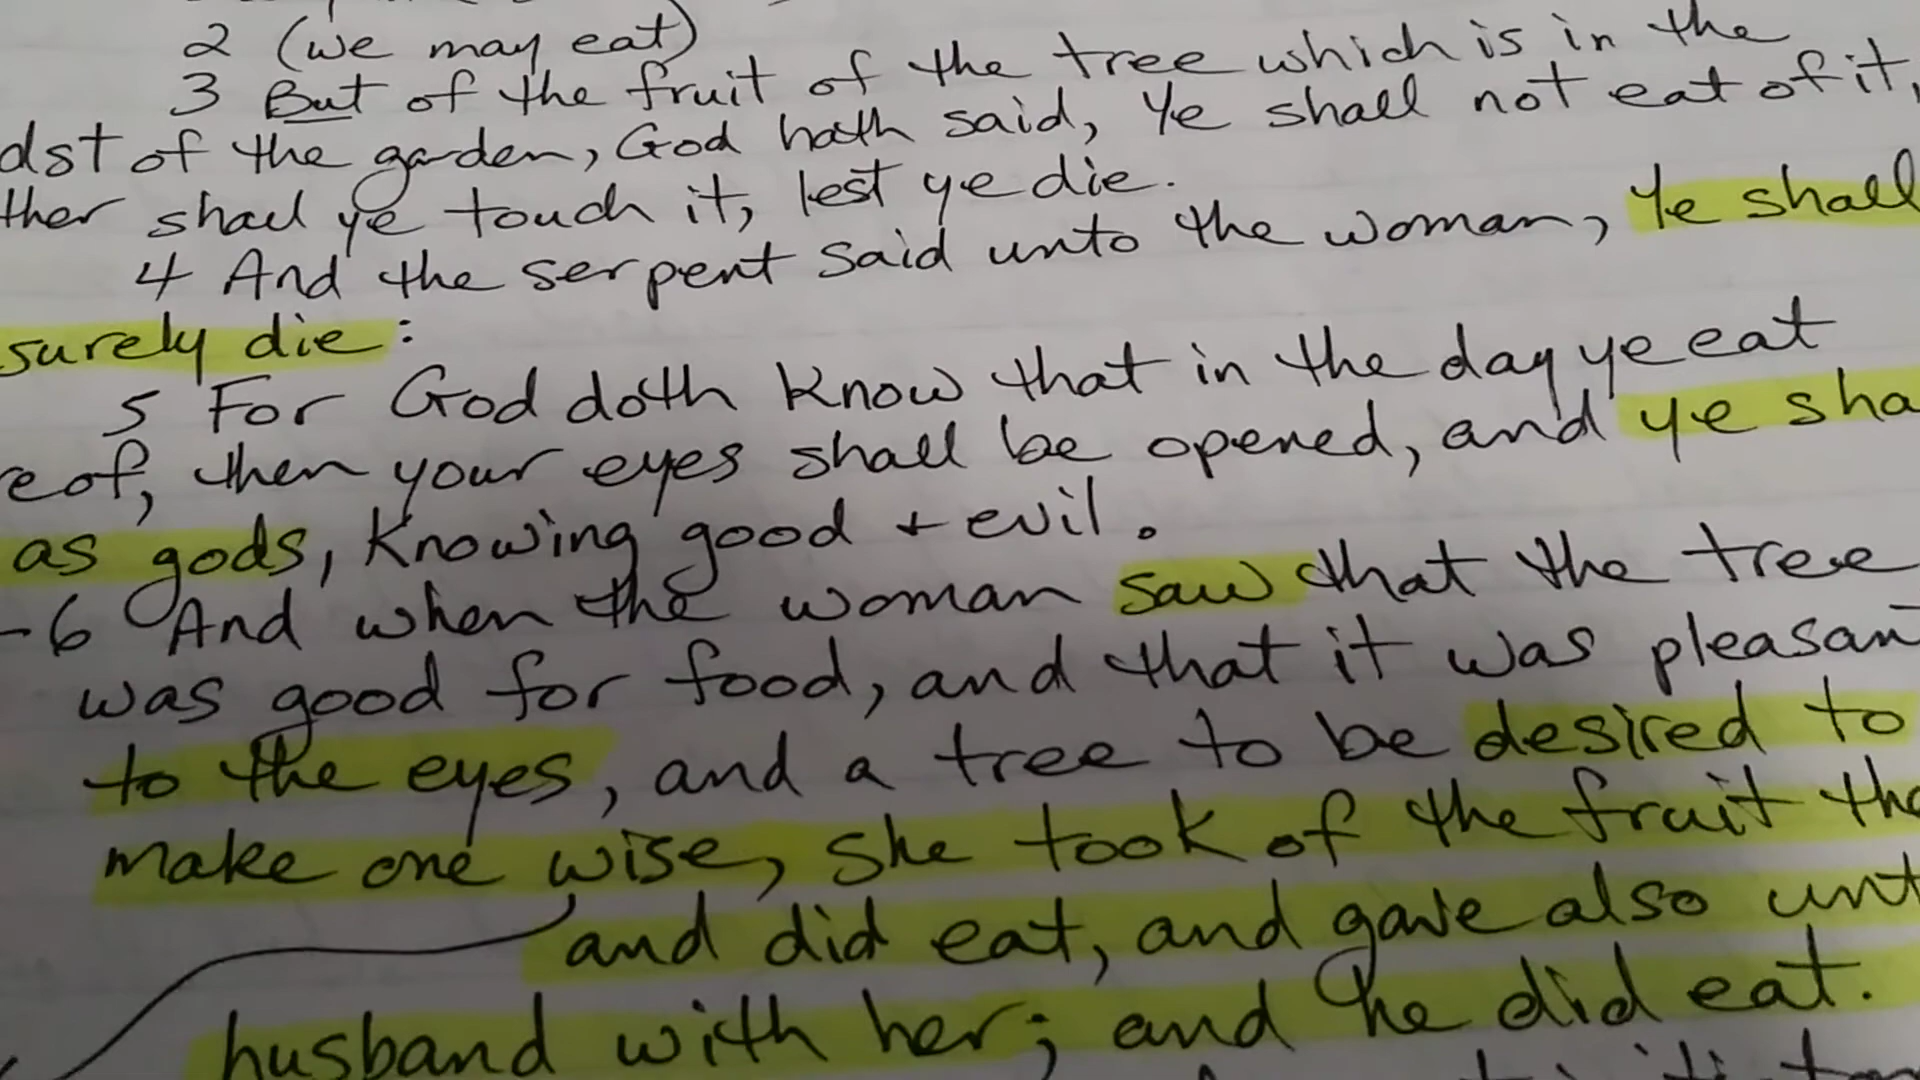 2 (we may eat)
3 But of the fruit of the tree which is in the
dst of the garden, God hath said, Ye shall not eat of it,
ther shall ye touch it, lest ye die.
4 And the serpent said unto the woman, Ye shall
surely die:
5 For God doth know that in the day ye eat
eof, then your eyes shall be opened, and ye sha
as gods, knowing good + evil.
-6 And when the woman saw that the tree
was good for food, and that it was pleasant
to the eyes, and a tree to be desired to
make one wise, she took of the fruit the
and did eat, and gave also unt
husband with her; and he did eat.